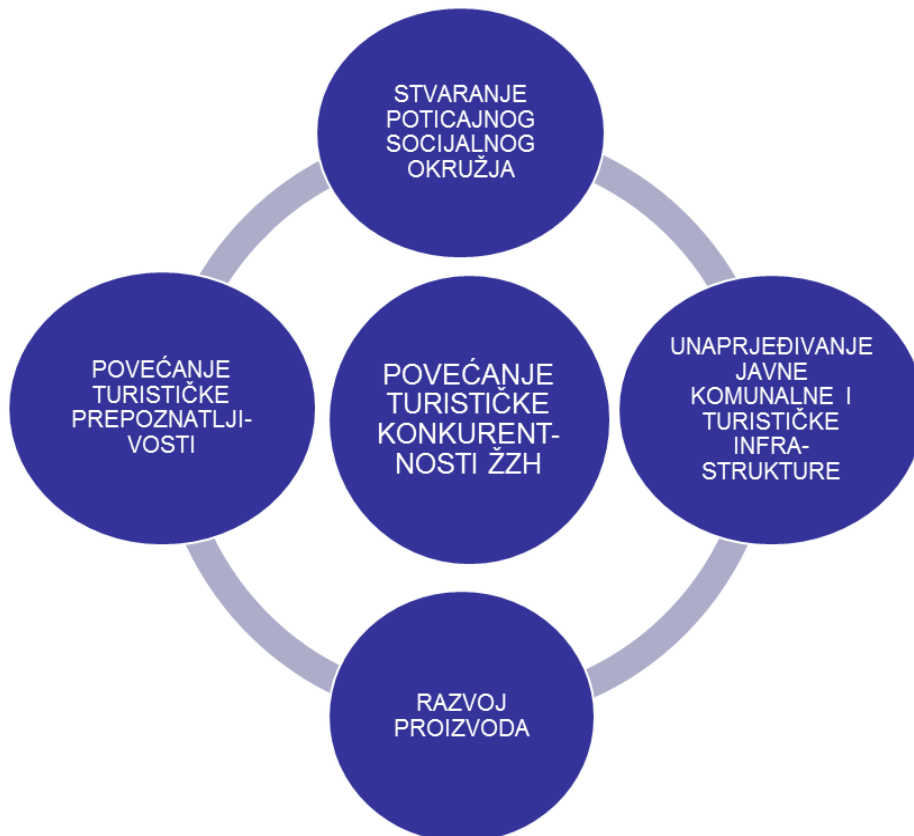 STVARANJE
POTICAJNOG
SOCIJALNOG
OKRUŽJA
POVEĆANJE
TURISTIČKE
PREPOZNATLJI-
VOSTI
POVEĆANJE
TURISTIČKE
KONKURENT-
NOSTI ŽZH
UNAPRJEĐIVANJE
JAVNE
KOMUNALNE I
TURISTIČKE
INFRA-
STRUKTURE
RAZVOJ
PROIZVODA